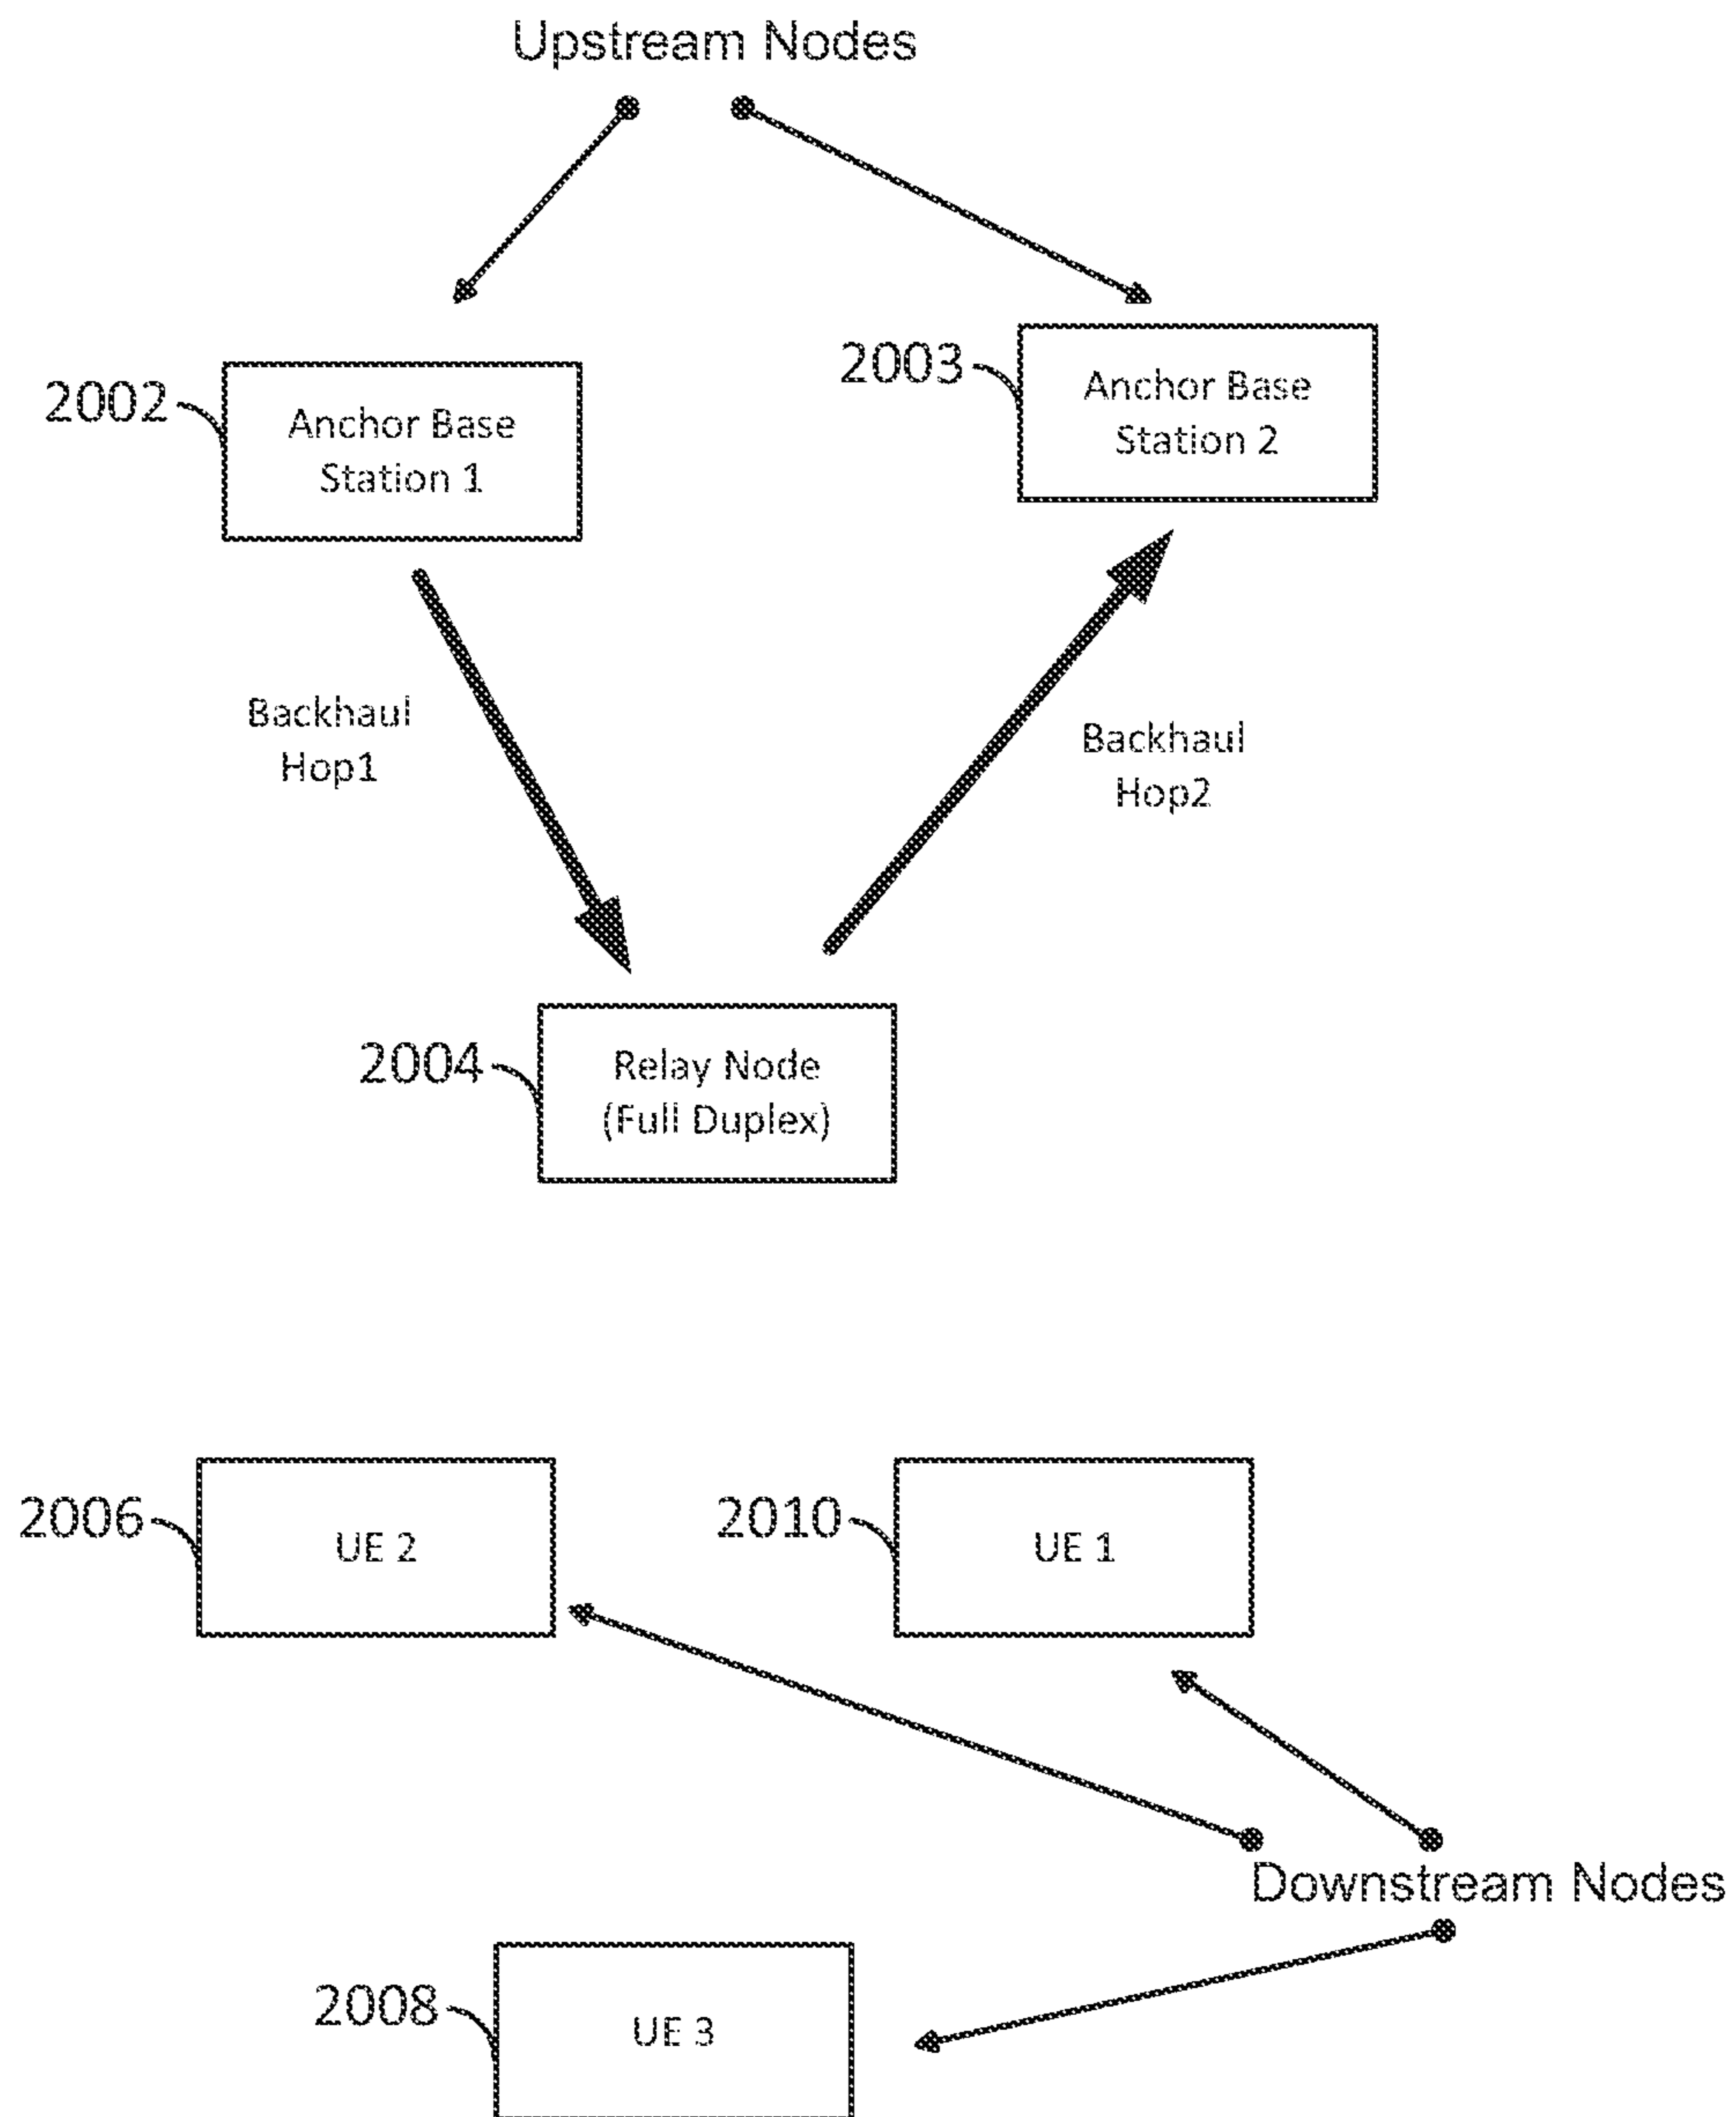 Upstream Nodes
2002
Anchor Base
Station 1
2003
Anchor Base
Station 2
Backhaul
Hop1
Backhaul
Hop2
2004
Relay Node
(Full Duplex)
2006
UE 2
2010
UE 1
Downstream Nodes
2008
UE 3